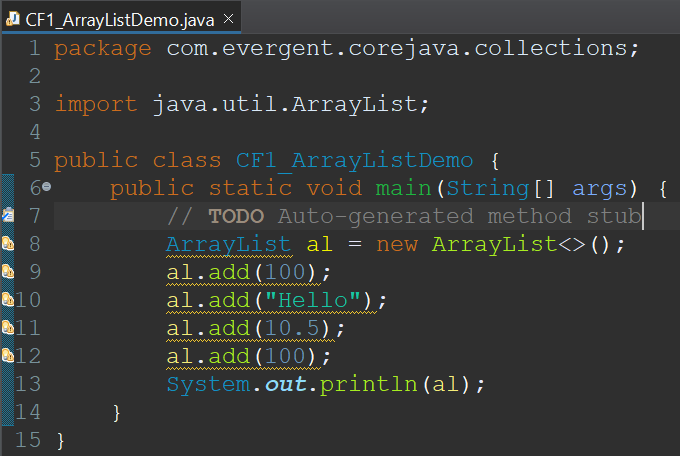 CF1_ArrayListDemo.java ×
1 package com.evergent.corejava.collections;
2
3 import java.util.ArrayList;
4
5 public class CF1_ArrayListDemo {
6 public static void main(String[] args) {
7 // TODO Auto-generated method stub
8 ArrayList al = new ArrayList<>();
9 al.add(100);
10 al.add("Hello");
11 al.add(10.5);
12 al.add(100);
13 System.out.println(al);
14 }
15 }